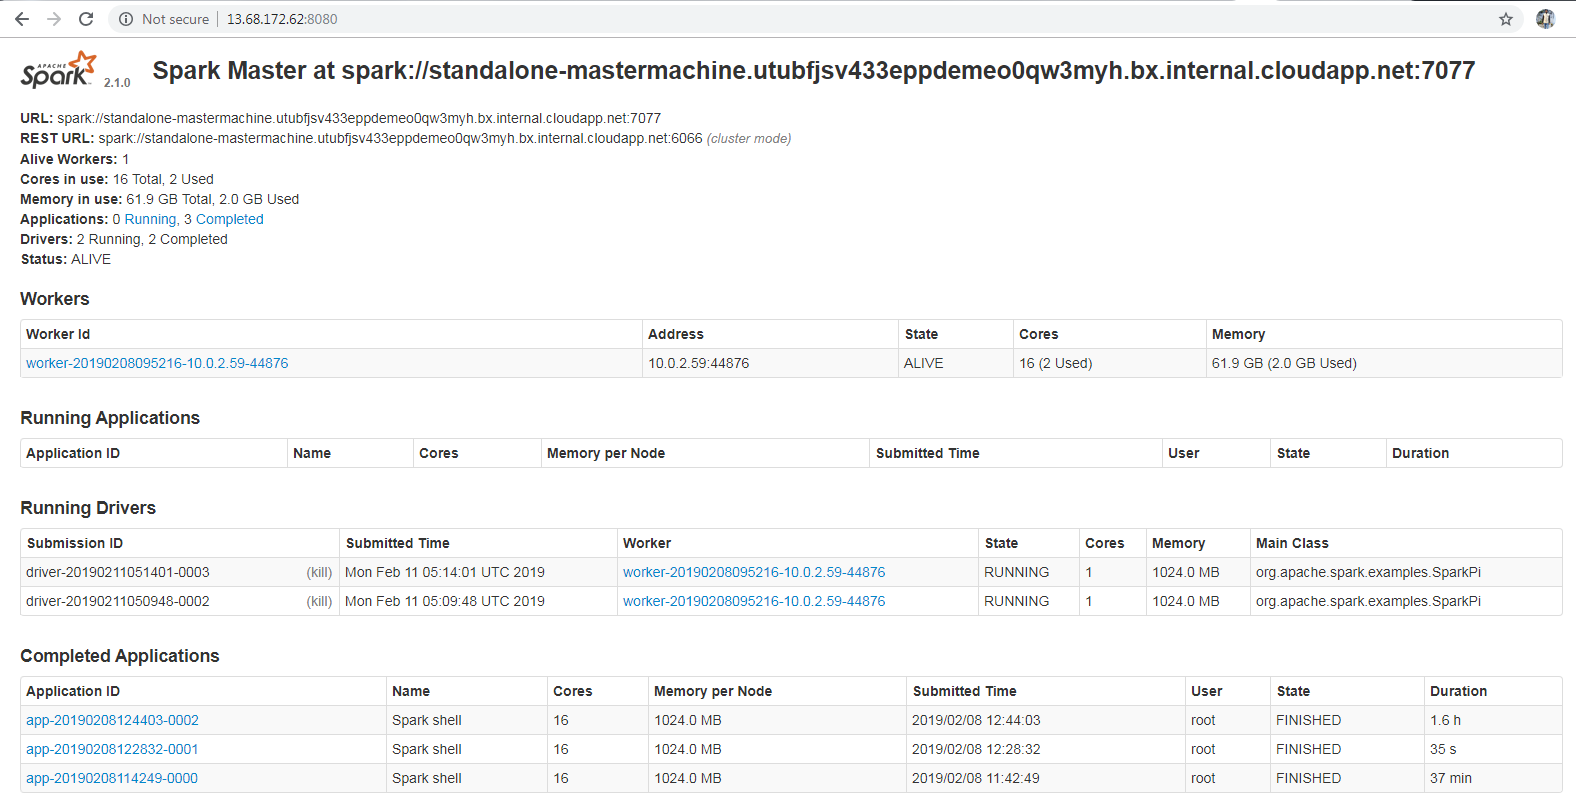 Not secure | 13.68.172.62:8080
APACHE Spark 2.1.0 Spark Master at spark://standalone-mastermachine.utubfjsv433eppdemeo0qw3myh.bx.internal.cloudapp.net:7077
URL: spark://standalone-mastermachine.utubfjsv433eppdemeo0qw3myh.bx.internal.cloudapp.net:7077
REST URL: spark://standalone-mastermachine.utubfjsv433eppdemeo0qw3myh.bx.internal.cloudapp.net:6066 (cluster mode)
Alive Workers: 1
Cores in use: 16 Total, 2 Used
Memory in use: 61.9 GB Total, 2.0 GB Used
Applications: 0 Running, 3 Completed
Drivers: 2 Running, 2 Completed
Status: ALIVE
Workers
Worker Id Address State Cores Memory
worker-20190208095216-10.0.2.59-44876 10.0.2.59:44876 ALIVE 16 (2 Used) 61.9 GB (2.0 GB Used)
Running Applications
Application ID Name Cores Memory per Node Submitted Time User State Duration
Running Drivers
Submission ID Submitted Time Worker State Cores Memory Main Class
driver-20190211051401-0003 (kill) Mon Feb 11 05:14:01 UTC 2019 worker-20190208095216-10.0.2.59-44876 RUNNING 1 1024.0 MB org.apache.spark.examples.SparkPi
driver-20190211050948-0002 (kill) Mon Feb 11 05:09:48 UTC 2019 worker-20190208095216-10.0.2.59-44876 RUNNING 1 1024.0 MB org.apache.spark.examples.SparkPi
Completed Applications
Application ID Name Cores Memory per Node Submitted Time User State Duration
app-20190208124403-0002 Spark shell 16 1024.0 MB 2019/02/08 12:44:03 root FINISHED 1.6 h
app-20190208122832-0001 Spark shell 16 1024.0 MB 2019/02/08 12:28:32 root FINISHED 35 s
app-20190208114249-0000 Spark shell 16 1024.0 MB 2019/02/08 11:42:49 root FINISHED 37 min